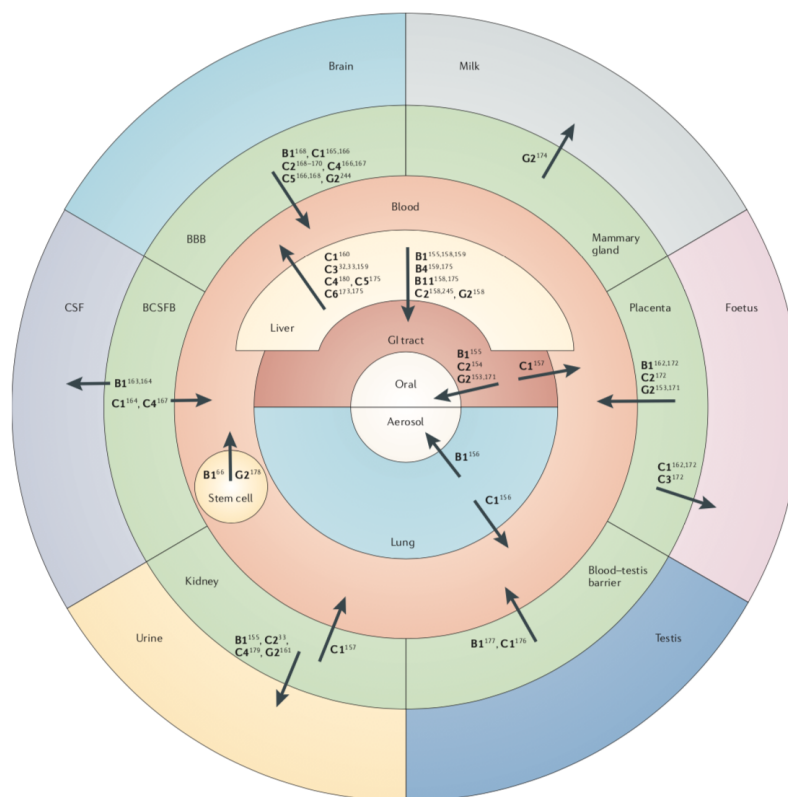 Brain
Milk
B1168, C1165,166
C2168–170, C4166,167
C5166,168, G2244
G2174
Blood
BBB
Mammary
gland
C1160
C332,33,159
C4180, C5175
C6173,175
B1155,158,159
B4159,175
B11158,175
C2158,245, G2158
Liver
CSF
BCSFB
GI tract
Placenta
Foetus
B1155
C2154
G2153,171
C1157
B1162,172
C2172
G2153,171
Oral
B1163,164
C1164, C4167
Aerosol
B1156
C1162,172
C3172
B166
G2178
Stem cell
C1156
Lung
Kidney
Blood–testis
barrier
Urine
B1155, C233,
C4179, G2161
C1157
B1177, C1176
Testis